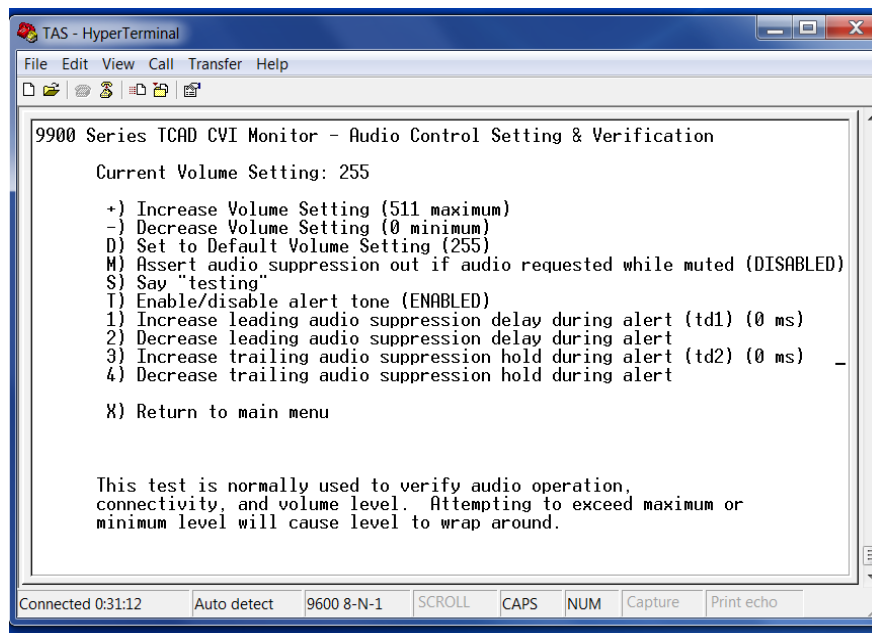 TAS - HyperTerminal
File Edit View Call Transfer Help
9900 Series TCAD CVI Monitor - Audio Control Setting & Verification
Current Volume Setting: 255
+) Increase Volume Setting (511 maximum)
-) Decrease Volume Setting (0 minimum)
D) Set to Default Volume Setting (255)
M) Assert audio suppression out if audio requested while muted (DISABLED)
S) Say "testing"
T) Enable/disable alert tone (ENABLED)
1) Increase leading audio suppression delay during alert (td1) (0 ms)
2) Decrease leading audio suppression delay during alert
3) Increase trailing audio suppression hold during alert (td2) (0 ms) _
4) Decrease trailing audio suppression hold during alert
X) Return to main menu
This test is normally used to verify audio operation,
connectivity, and volume level. Attempting to exceed maximum or
minimum level will cause level to wrap around.
Connected 0:31:12 Auto detect 9600 8-N-1 SCROLL CAPS NUM Capture Print echo